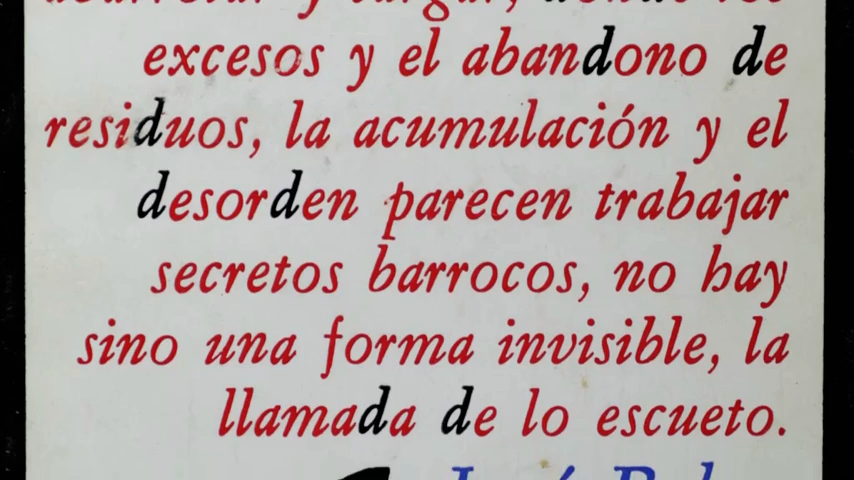 excesos y el abandono de
residuos, la acumulación y el
desorden parecen trabajar
secretos barrocos, no hay
sino una forma invisible, la
llamada de lo escueto.